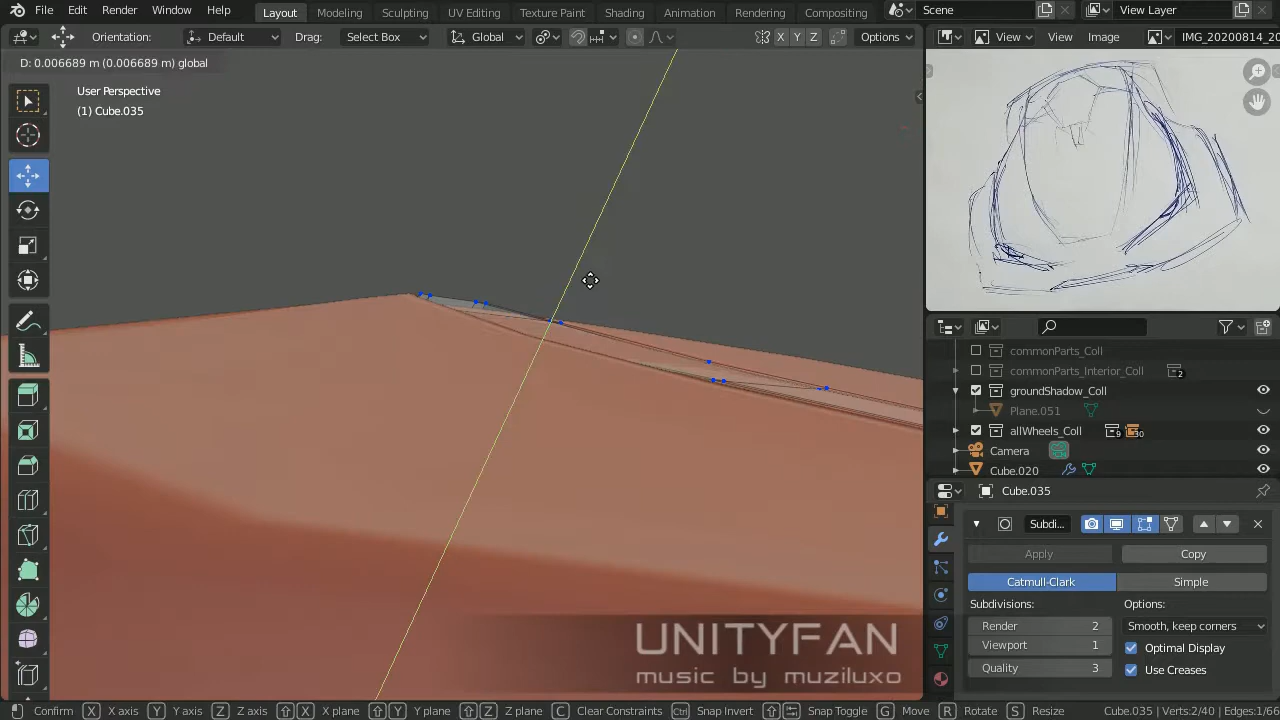 File Edit Render Window Help
Layout Modeling Sculpting UV Editing Texture Paint Shading Animation Rendering Compositing
Scene
View Layer
Orientation: Default Drag: Select Box Global X Y Z Options
View View Image IMG_20200814_20
D: 0.006689 m (0.006689 m) global
User Perspective
(1) Cube.035
commonParts_Coll
commonParts_Interior_Coll 2
groundShadow_Coll
Plane.051
allWheels_Coll 9 30
Camera
Cube.020
Cube.035
Subdi...
Apply Copy
Catmull-Clark Simple
Subdivisions: Options:
Render 2 Smooth, keep corners
Viewport 1 Optimal Display
Quality 3 Use Creases
UNITYFAN
music by muziluxo
Confirm X X axis Y Y axis Z Z axis X X plane Y Y plane Z Z plane C Clear Constraints Ctrl Snap Invert Snap Toggle G Move R Rotate S Resize Cube.035 | Verts:2/40 | Edges:1/66